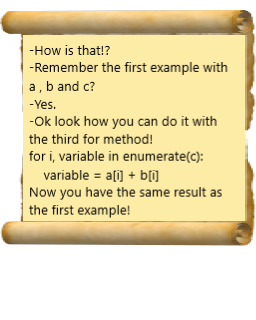 -How is that!?
-Remember the first example with
a , b and c?
-Yes.
-Ok look how you can do it with
the third for method!
for i, variable in enumerate(c):
    variable = a[i] + b[i]
Now you have the same result as
the first example!